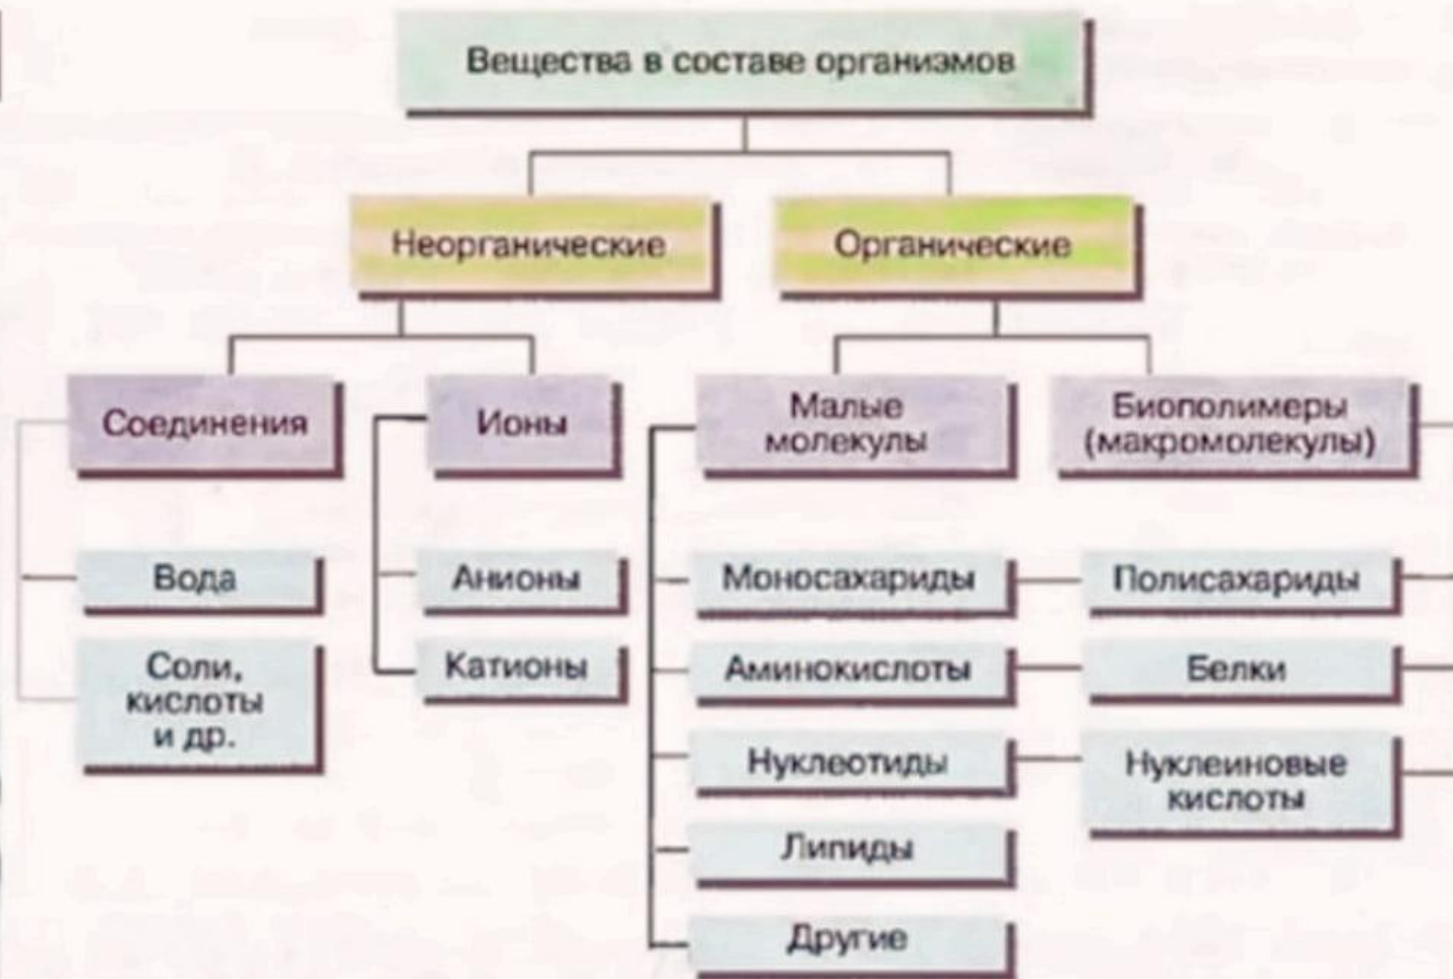 Вещества в составе организмов
Неорганические
Органические
Соединения
Ионы
Малые
молекулы
Биополимеры
(макромолекулы)
Вода
Анионы
Моносахариды
Полисахариды
Соли,
кислоты
и др.
Катионы
Аминокислоты
Белки
Нуклеотиды
Нуклеиновые
кислоты
Липиды
Другие